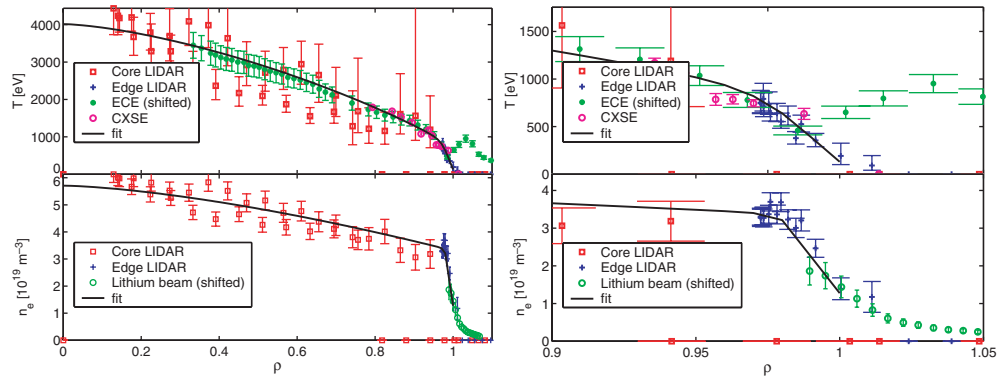 4000
3000
2000
1000
0
T [eV]
Core LIDAR
Edge LIDAR
ECE (shifted)
CXSE
fit
6
5
4
3
2
1
0
n_e [10^19 m^-3]
Core LIDAR
Edge LIDAR
Lithium beam (shifted)
fit
0 0.2 0.4 0.6 0.8 1
ρ
1500
1000
500
0
T [eV]
Core LIDAR
Edge LIDAR
ECE (shifted)
CXSE
fit
4
3
2
1
0
n_e [10^19 m^-3]
Core LIDAR
Edge LIDAR
Lithium beam (shifted)
fit
0.9 0.95 1 1.05
ρ